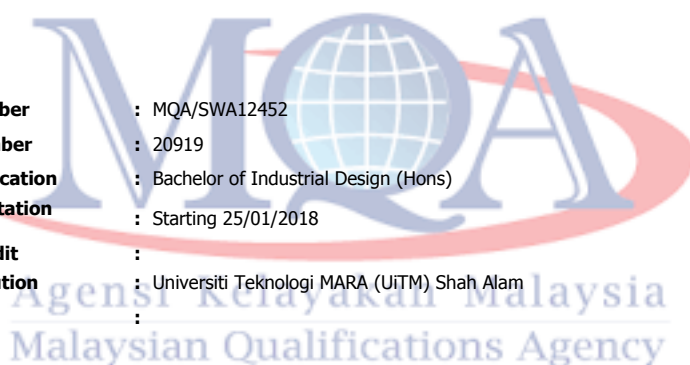 MQA
ber : MQA/SWA12452
ber : 20919
cation : Bachelor of Industrial Design (Hons)
tation : Starting 25/01/2018
dit :
tion : Universiti Teknologi MARA (UiTM) Shah Alam
:
Agensi Kelayakan Malaysia
Malaysian Qualifications Agency